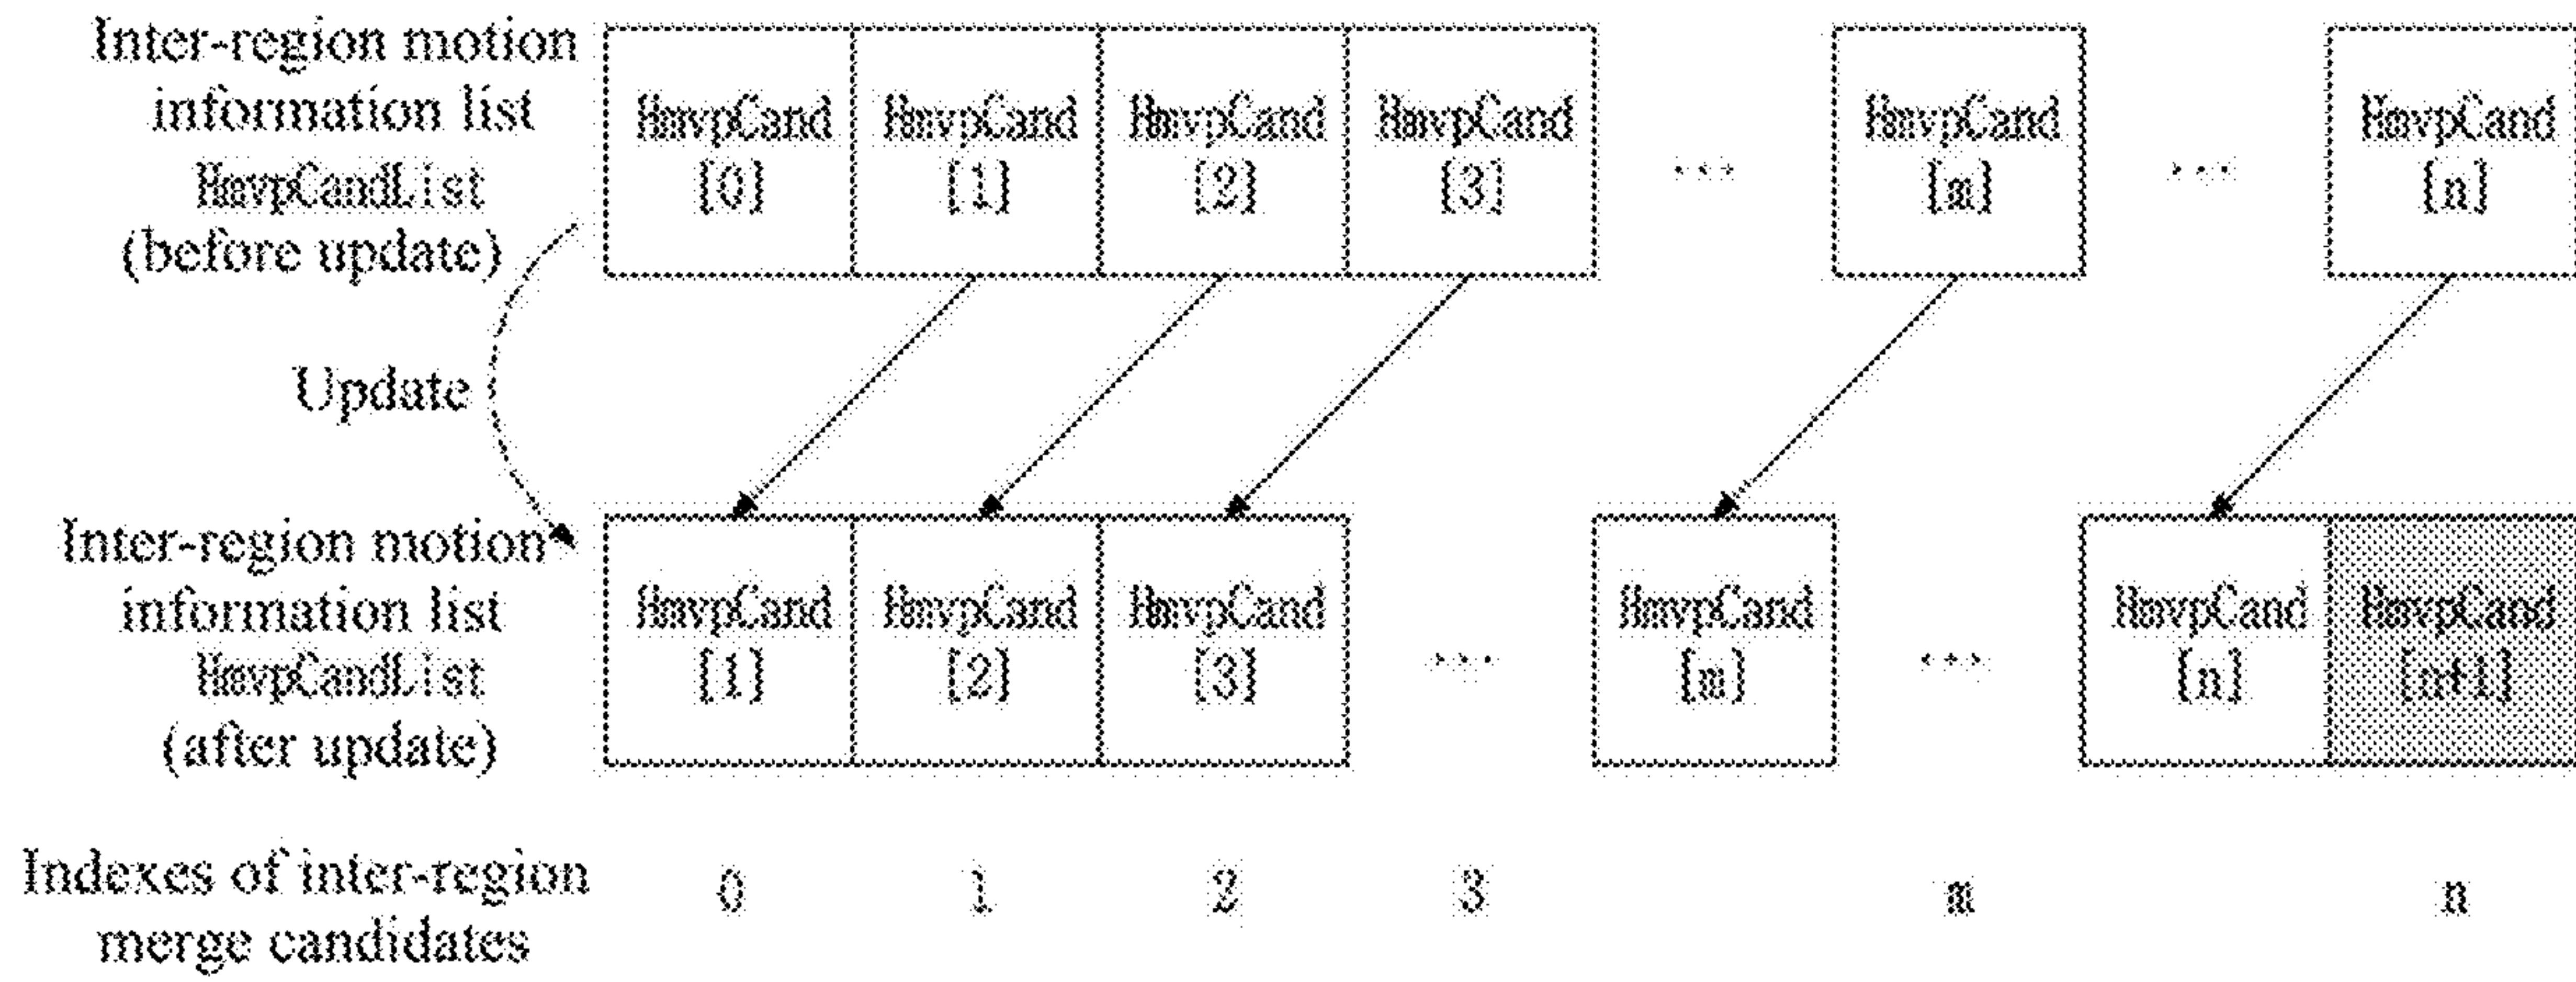 Inter-region motion
information list
HmvpCandList
(before update)
HmvpCand
[0]
HmvpCand
[1]
HmvpCand
[2]
HmvpCand
[3]
...
HmvpCand
[m]
...
HmvpCand
[n]
Update
Inter-region motion
information list
HmvpCandList
(after update)
HmvpCand
[1]
HmvpCand
[2]
HmvpCand
[3]
...
HmvpCand
[m]
...
HmvpCand
[n]
HmvpCand
[n+1]
Indexes of inter-region
merge candidates
0
1
2
3
m
n